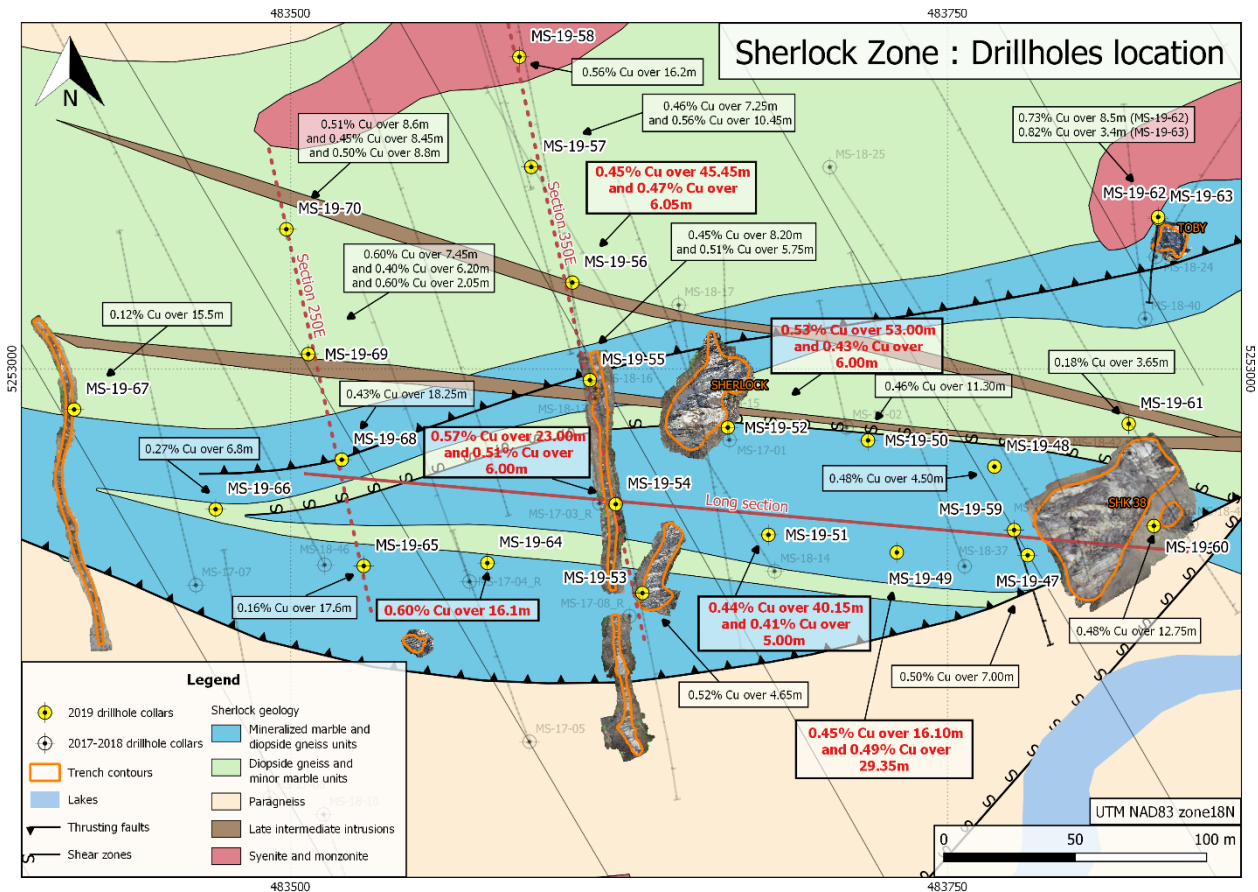 483500
483750
Sherlock Zone : Drillholes location
N
MS-19-58
0.56% Cu over 16.2m
0.46% Cu over 7.25m
and 0.56% Cu over 10.45m
0.73% Cu over 8.5m (MS-19-62)
0.82% Cu over 3.4m (MS-19-63)
0.51% Cu over 8.6m
and 0.45% Cu over 8.45m
and 0.50% Cu over 8.8m
MS-19-57
MS-18-25
0.45% Cu over 45.45m
and 0.47% Cu over
6.05m
MS-19-62
MS-19-63
TOBY
MS-18-24
MS-18-40
MS-19-70
Section 350E
Section 250E
0.45% Cu over 8.20m
and 0.51% Cu over 5.75m
0.60% Cu over 7.45m
and 0.40% Cu over 6.20m
and 0.60% Cu over 2.05m
MS-19-56
MS-18-17
0.12% Cu over 15.5m
0.53% Cu over 53.00m
and 0.43% Cu over
6.00m
MS-19-69
MS-19-55
MS-18-16
SHERLOCK
0.18% Cu over 3.65m
5253000
5253000
MS-19-67
0.43% Cu over 18.25m
0.46% Cu over 11.30m
MS-19-61
MS-19-68
0.57% Cu over 23.00m
and 0.51% Cu over
6.00m
MS-19-52
MS-17-01
MS-19-50
MS-19-48
0.27% Cu over 6.8m
0.48% Cu over 4.50m
MS-19-66
MS-19-54
Long section
MS-17-03_R
SHK 38
MS-19-59
MS-19-51
MS-19-60
MS-19-65
MS-19-64
MS-18-46
MS-17-07
MS-17-04_R
MS-18-14
MS-19-49
MS-18-37
MS-19-47
MS-19-53
MS-17-08_R
0.16% Cu over 17.6m
0.60% Cu over 16.1m
0.44% Cu over 40.15m
and 0.41% Cu over
5.00m
0.48% Cu over 12.75m
0.50% Cu over 7.00m
0.52% Cu over 4.65m
MS-17-05
0.45% Cu over 16.10m
and 0.49% Cu over
29.35m
Legend
2019 drillhole collars
2017-2018 drillhole collars
Trench contours
Lakes
Thrusting faults
Shear zones
Sherlock geology
Mineralized marble and
diopside gneiss units
Diopside gneiss and
minor marble units
Paragneiss
Late intermediate intrusions
Syenite and monzonite
UTM NAD83 zone18N
0 50 100 m
483500
483750